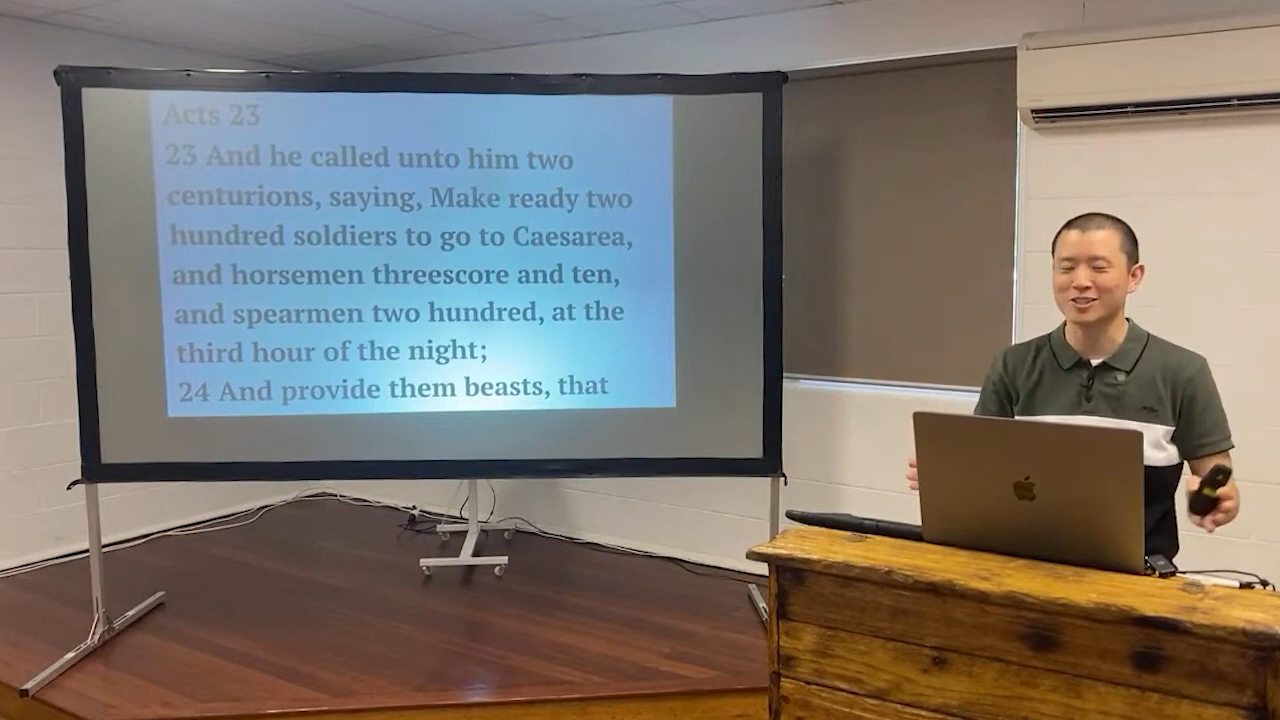 Acts 23
23 And he called unto him two
centurions, saying, Make ready two
hundred soldiers to go to Caesarea,
and horsemen threescore and ten,
and spearmen two hundred, at the
third hour of the night;
24 And provide them beasts, that